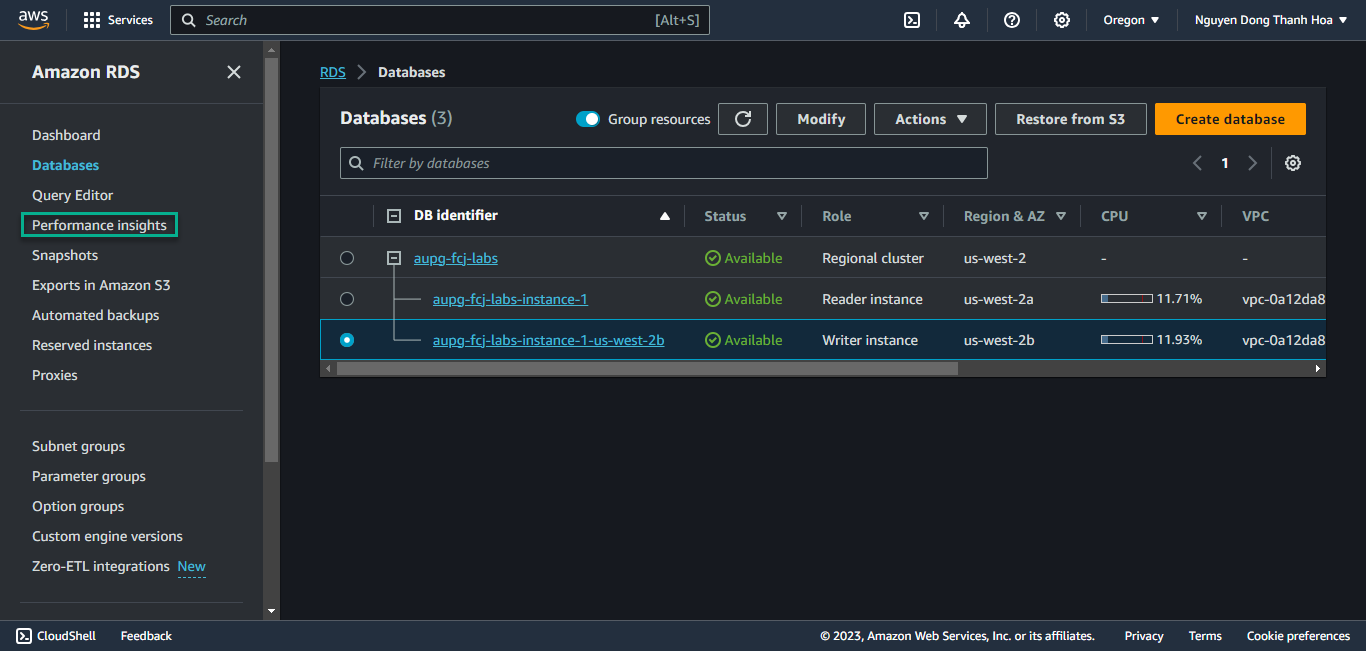 aws Services Search [Alt+S] Oregon Nguyen Dong Thanh Hoa
Amazon RDS
Dashboard
Databases
Query Editor
Performance insights
Snapshots
Exports in Amazon S3
Automated backups
Reserved instances
Proxies
Subnet groups
Parameter groups
Option groups
Custom engine versions
Zero-ETL integrations New
RDS Databases
Databases (3) Group resources Modify Actions Restore from S3 Create database
Filter by databases 1
DB identifier Status Role Region & AZ CPU VPC
aupg-fcj-labs Available Regional cluster us-west-2 - -
aupg-fcj-labs-instance-1 Available Reader instance us-west-2a 11.71% vpc-0a12da8
aupg-fcj-labs-instance-1-us-west-2b Available Writer instance us-west-2b 11.93% vpc-0a12da8
CloudShell Feedback © 2023, Amazon Web Services, Inc. or its affiliates. Privacy Terms Cookie preferences